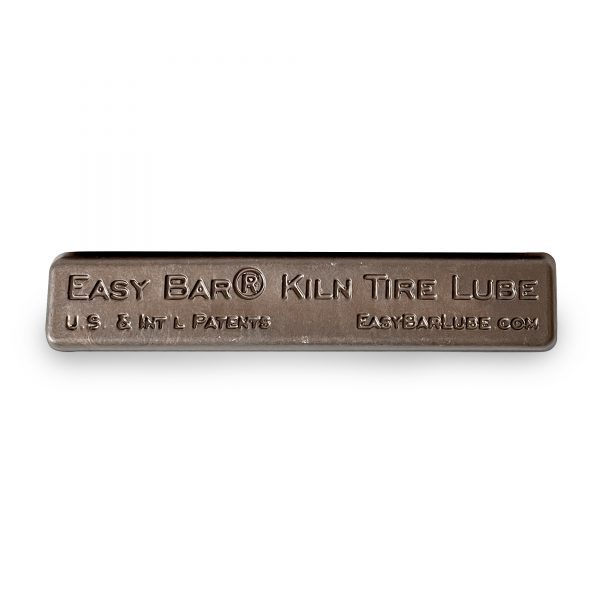 EASY BAR® KILN TIRE LUBE
U.S. & INT'L PATENTS EASYBARLUBE.COM